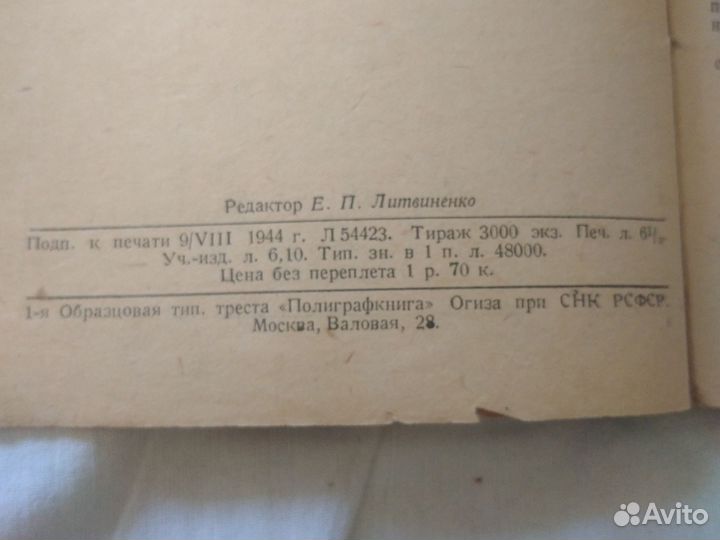 Редактор Е. П. Литвиненко
Подп. к печати 9/VIII 1944 г. Л 54423. Тираж 3000 экз. Печ. л.
Уч.-изд. л. 6,10. Тип. зн. в 1 п. л. 48000.
Цена без переплета 1 р. 70 к.
1-я Образцовая тип. треста «Полиграфкнига» Огиза при СНК РСФСР.
Москва, Валовая, 28.
Avito